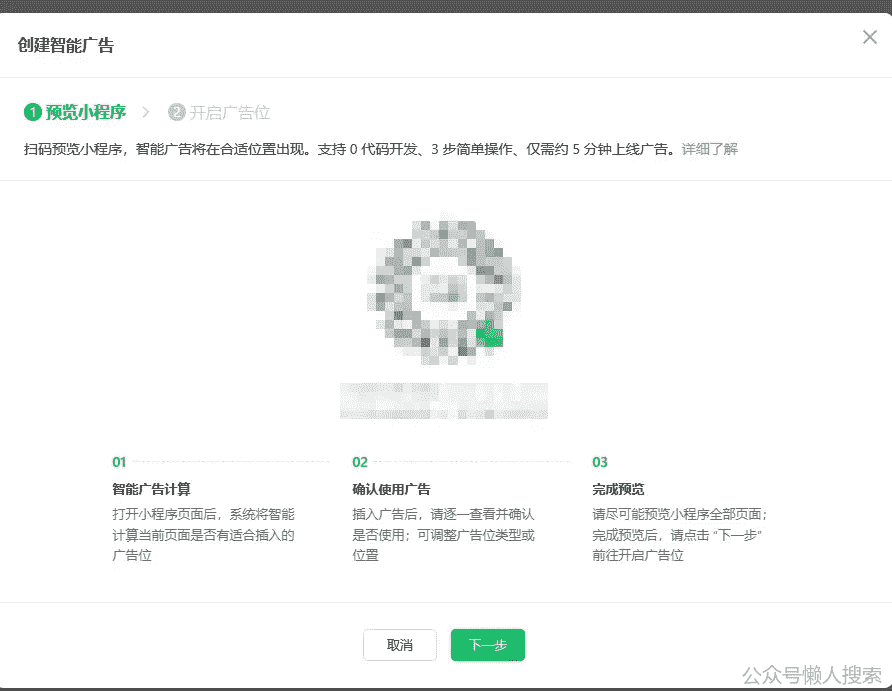 创建智能广告
1 预览小程序 2 开启广告位
扫码预览小程序，智能广告将在合适位置出现。支持 0 代码开发、3 步简单操作、仅需约 5 分钟上线广告。详细了解
01
智能广告计算
打开小程序页面后，系统将智能
计算当前页面是否有适合插入的
广告位
02
确认使用广告
插入广告后，请逐一查看并确认
是否使用；可调整广告位类型或
位置
03
完成预览
请尽可能预览小程序全部页面；
完成预览后，请点击 “下一步”
前往开启广告位
取消 下一步
公众号懒人搜索